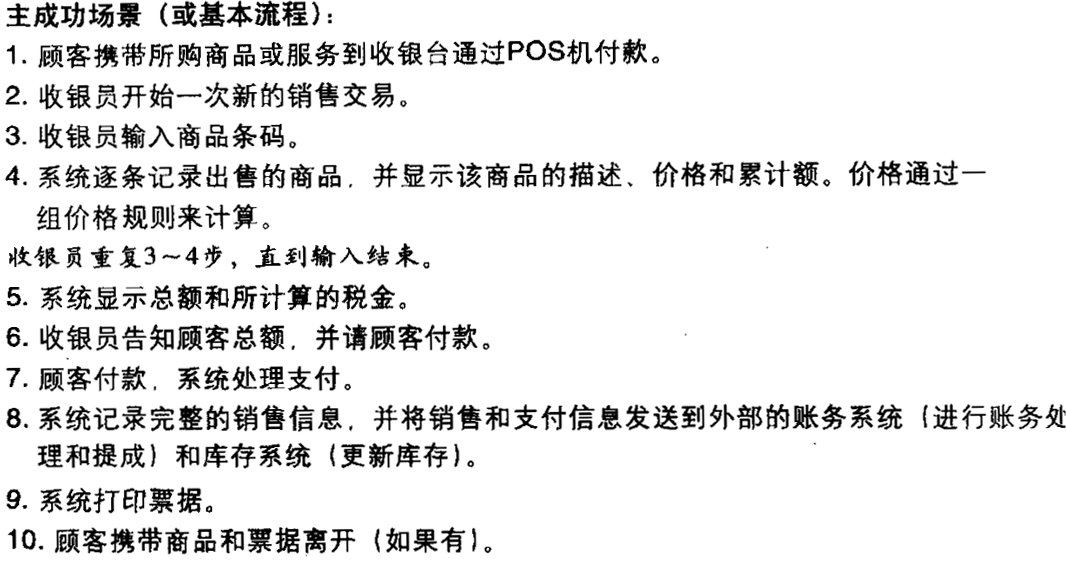 主成功场景（或基本流程）：
1. 顾客携带所购商品或服务到收银台通过POS机付款。
2. 收银员开始一次新的销售交易。
3. 收银员输入商品条码。
4. 系统逐条记录出售的商品，并显示该商品的描述、价格和累计额。价格通过一
组价格规则来计算。
收银员重复3～4步，直到输入结束。
5. 系统显示总额和所计算的税金。
6. 收银员告知顾客总额，并请顾客付款。
7. 顾客付款，系统处理支付。
8. 系统记录完整的销售信息，并将销售和支付信息发送到外部的账务系统（进行账务处
理和提成）和库存系统（更新库存）。
9. 系统打印票据。
10. 顾客携带商品和票据离开（如果有）。